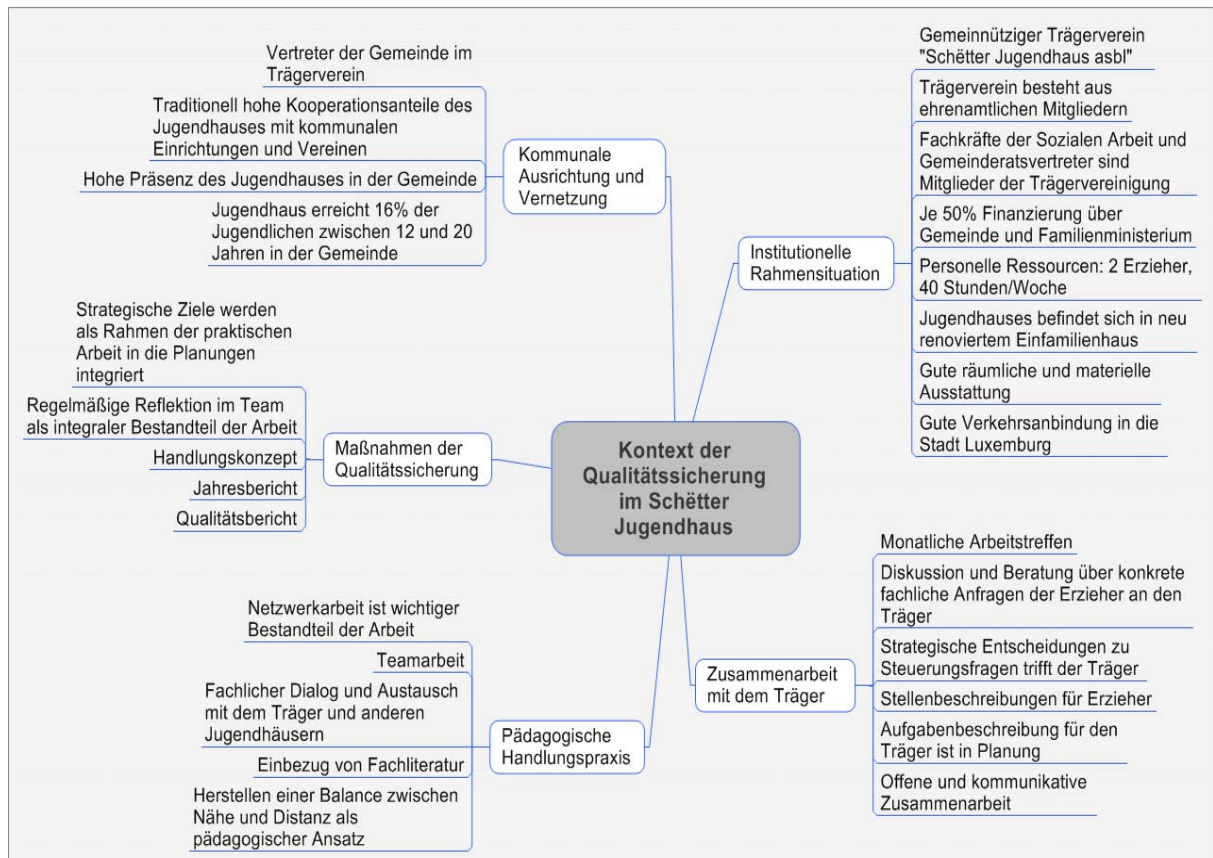 Kontext der
Qualitätssicherung
im Schëtter
Jugendhaus
Kommunale
Ausrichtung und
Vernetzung
Vertreter der Gemeinde im
Trägerverein
Traditionell hohe Kooperationsanteile des
Jugendhauses mit kommunalen
Einrichtungen und Vereinen
Hohe Präsenz des Jugendhauses in der Gemeinde
Jugendhaus erreicht 16% der
Jugendlichen zwischen 12 und 20
Jahren in der Gemeinde
Institutionelle
Rahmensituation
Gemeinnütziger Trägerverein
"Schëtter Jugendhaus asbl"
Trägerverein besteht aus
ehrenamtlichen Mitgliedern
Fachkräfte der Sozialen Arbeit und
Gemeinderatsvertreter sind
Mitglieder der Trägervereinigung
Je 50% Finanzierung über
Gemeinde und Familienministerium
Personelle Ressourcen: 2 Erzieher,
40 Stunden/Woche
Jugendhauses befindet sich in neu
renoviertem Einfamilienhaus
Gute räumliche und materielle
Ausstattung
Gute Verkehrsanbindung in die
Stadt Luxemburg
Maßnahmen der
Qualitätssicherung
Strategische Ziele werden
als Rahmen der praktischen
Arbeit in die Planungen
integriert
Regelmäßige Reflektion im Team
als integraler Bestandteil der Arbeit
Handlungskonzept
Jahresbericht
Qualitätsbericht
Zusammenarbeit
mit dem Träger
Monatliche Arbeitstreffen
Diskussion und Beratung über konkrete
fachliche Anfragen der Erzieher an den
Träger
Strategische Entscheidungen zu
Steuerungsfragen trifft der Träger
Stellenbeschreibungen für Erzieher
Aufgabenbeschreibung für den
Träger ist in Planung
Offene und kommunikative
Zusammenarbeit
Pädagogische
Handlungspraxis
Netzwerkarbeit ist wichtiger
Bestandteil der Arbeit
Teamarbeit
Fachlicher Dialog und Austausch
mit dem Träger und anderen
Jugendhäusern
Einbezug von Fachliteratur
Herstellen einer Balance zwischen
Nähe und Distanz als
pädagogischer Ansatz